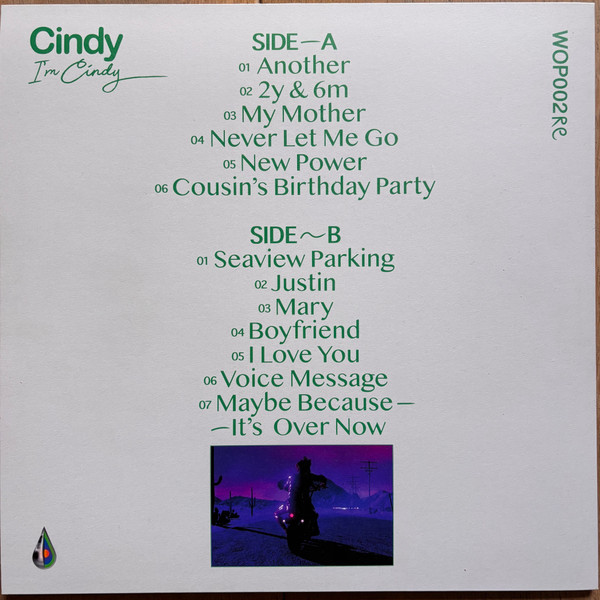 Cindy
I'm Cindy
SIDE—A
01 Another
02 2y & 6m
03 My Mother
04 Never Let Me Go
05 New Power
06 Cousin's Birthday Party
SIDE~B
01 Seaview Parking
02 Justin
03 Mary
04 Boyfriend
05 I Love You
06 Voice Message
07 Maybe Because—
—It's Over Now
WOP002Re